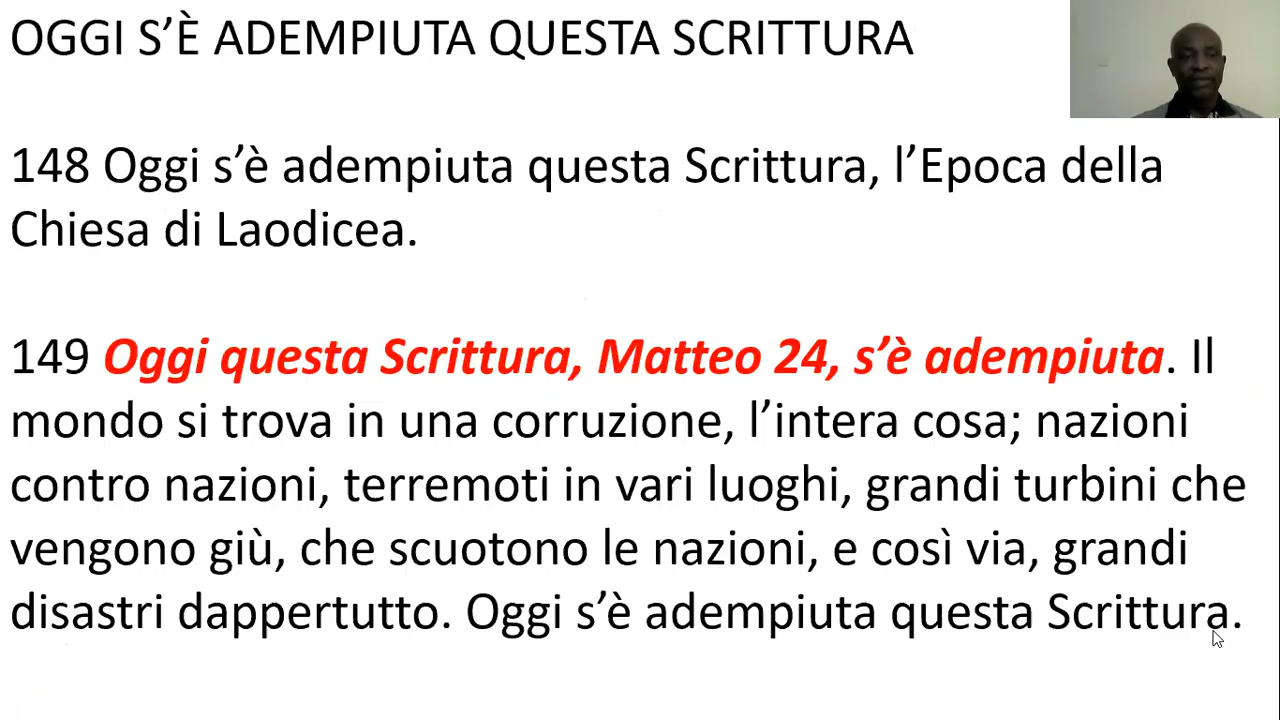 OGGI S’È ADEMPIUTA QUESTA SCRITTURA
148 Oggi s’è adempiuta questa Scrittura, l’Epoca della
Chiesa di Laodicea.
149 Oggi questa Scrittura, Matteo 24, s’è adempiuta. Il
mondo si trova in una corruzione, l’intera cosa; nazioni
contro nazioni, terremoti in vari luoghi, grandi turbini che
vengono giù, che scuotono le nazioni, e così via, grandi
disastri dappertutto. Oggi s’è adempiuta questa Scrittura.